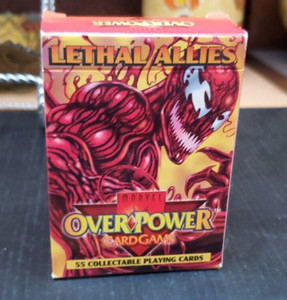 LETHAL ALLIES
MARVEL
OVERPOWER
CARD GAME
55 COLLECTABLE PLAYING CARDS